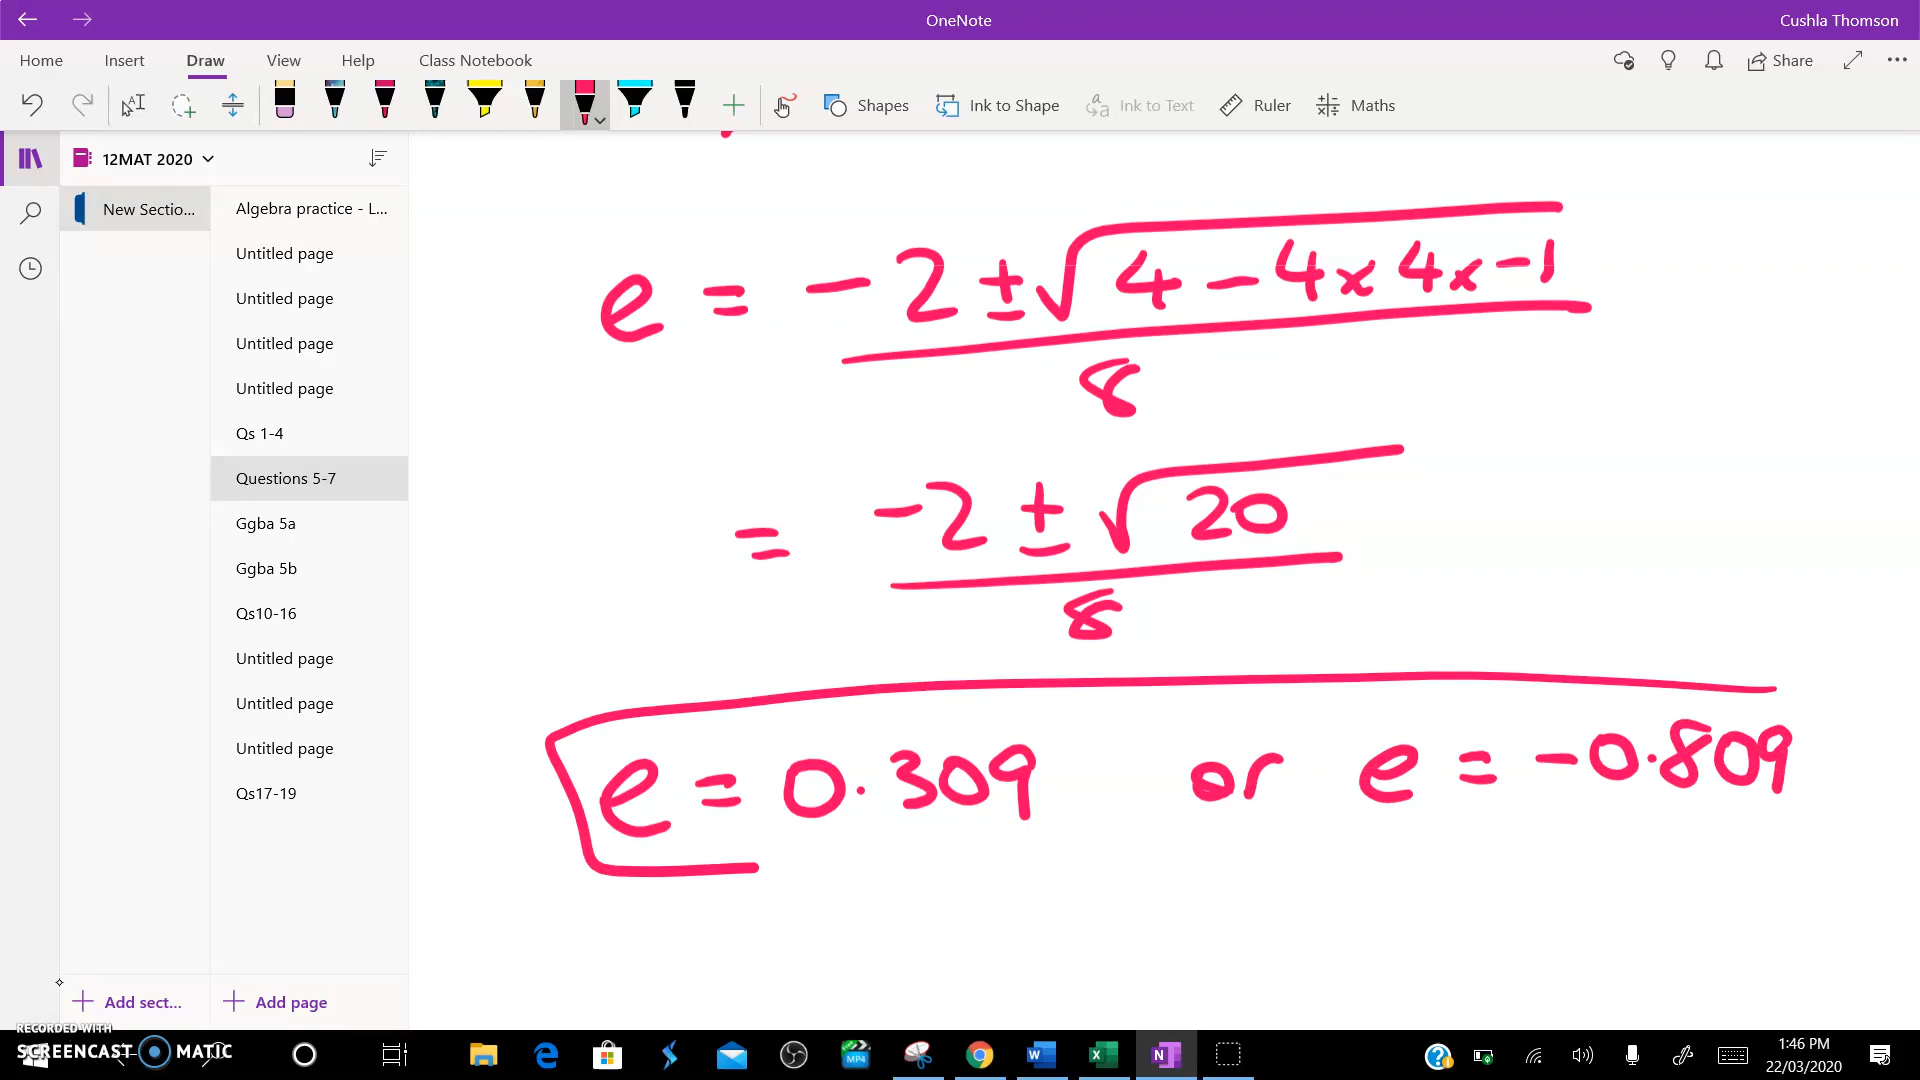 OneNote
Cushla Thomson
Home Insert Draw View Help Class Notebook
Share
Shapes Ink to Shape Ink to Text Ruler Maths
12MAT 2020
New Sectio...
Algebra practice - L...
Untitled page
Untitled page
Untitled page
Untitled page
Qs 1-4
Questions 5-7
Ggba 5a
Ggba 5b
Qs10-16
Untitled page
Untitled page
Untitled page
Qs17-19
Add sect...
Add page
e = -2 ± √4 - 4 x 4 x -1
8
= -2 ± √20
8
e = 0.309 or e = -0.809
RECORDED WITH
SCREENCAST MATIC
MP4
1:46 PM
22/03/2020